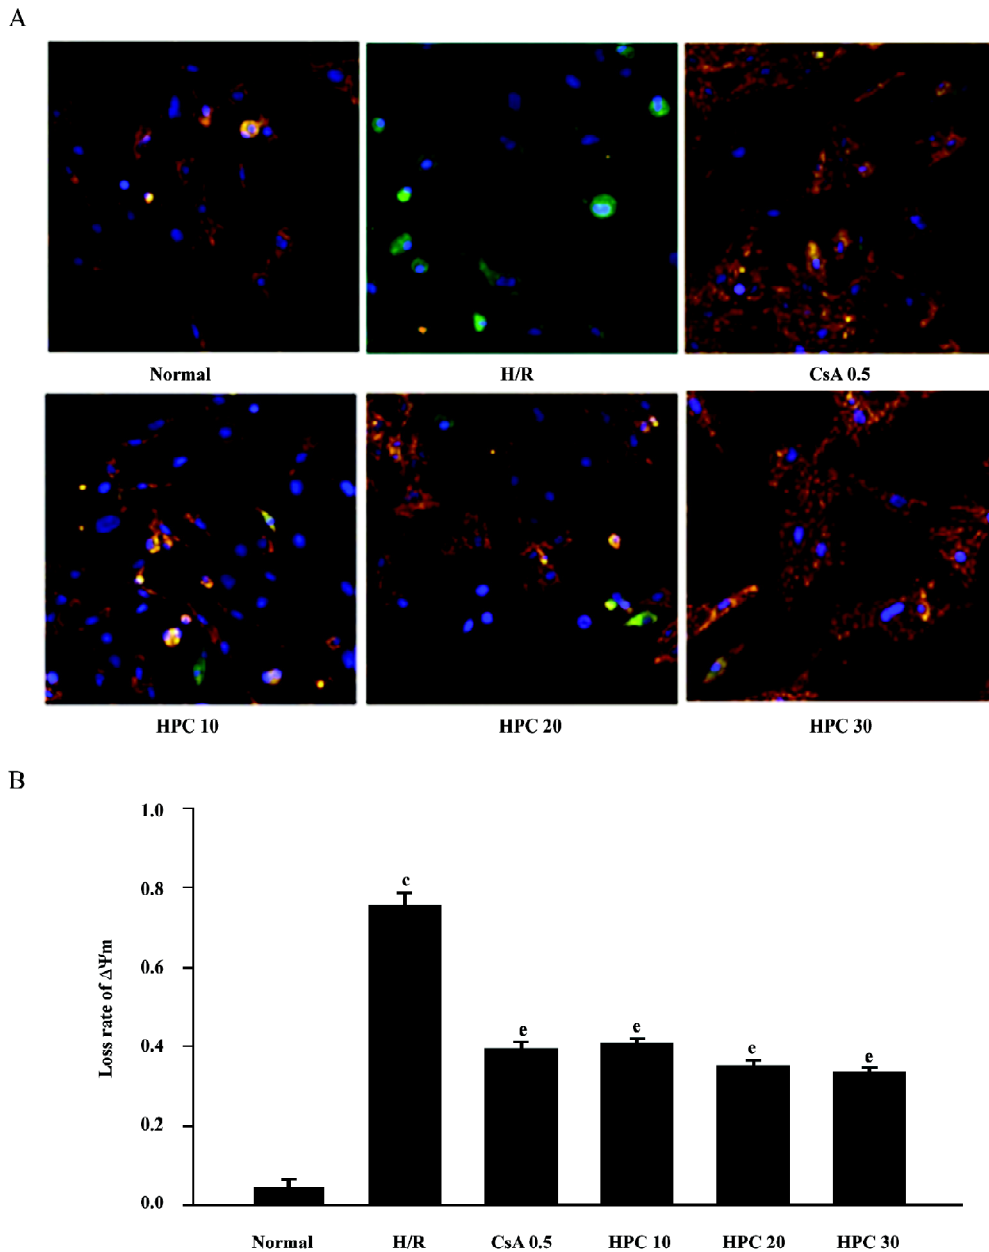 A
Normal H/R CsA 0.5
HPC 10 HPC 20 HPC 30
B
1.0
0.8
0.6
0.4
0.2
0.0
Loss rate of ΔΨm
c
e
e
e
e
Normal H/R CsA 0.5 HPC 10 HPC 20 HPC 30